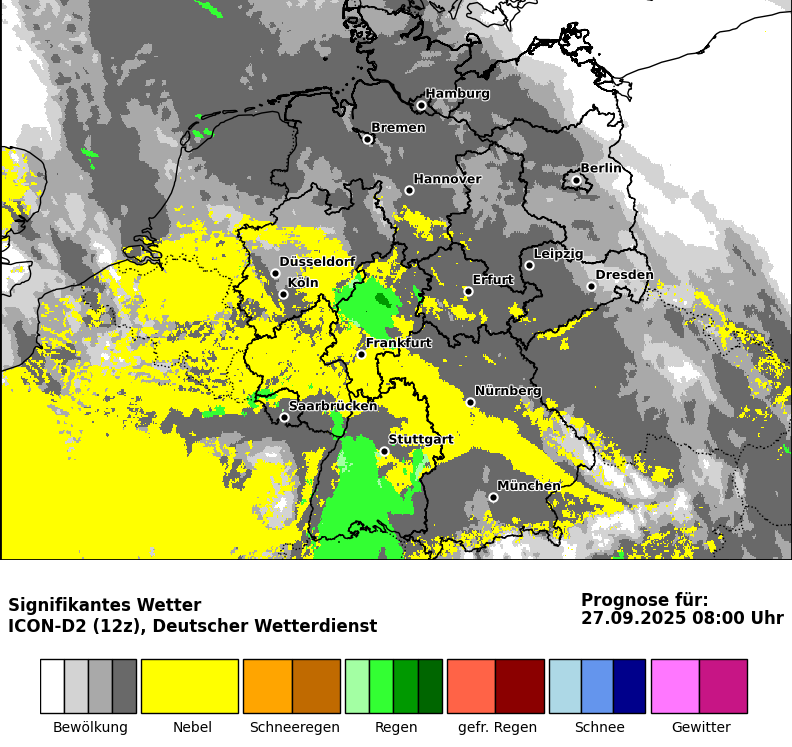 Hamburg
Bremen
Berlin
Hannover
Leipzig
Düsseldorf
Dresden
Köln
Erfurt
Frankfurt
Nürnberg
Saarbrücken
Stuttgart
München
Signifikantes Wetter
ICON-D2 (12z), Deutscher Wetterdienst
Prognose für:
27.09.2025 08:00 Uhr
Bewölkung
Nebel
Schneeregen
Regen
gefr. Regen
Schnee
Gewitter